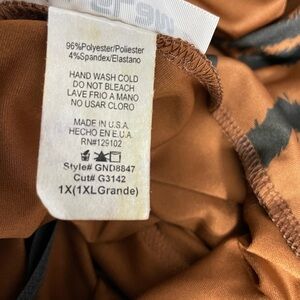 96%Polyester/Poliester
4%Spandex/Elastano
HAND WASH COLD
DO NOT BLEACH
LAVE FRIO A MANO
NO USAR CLORO
MADE IN U.S.A.
HECHO EN E.U.A.
RN#129102
Style# GND8847
Cut# G3142
1X(1XLGrande)